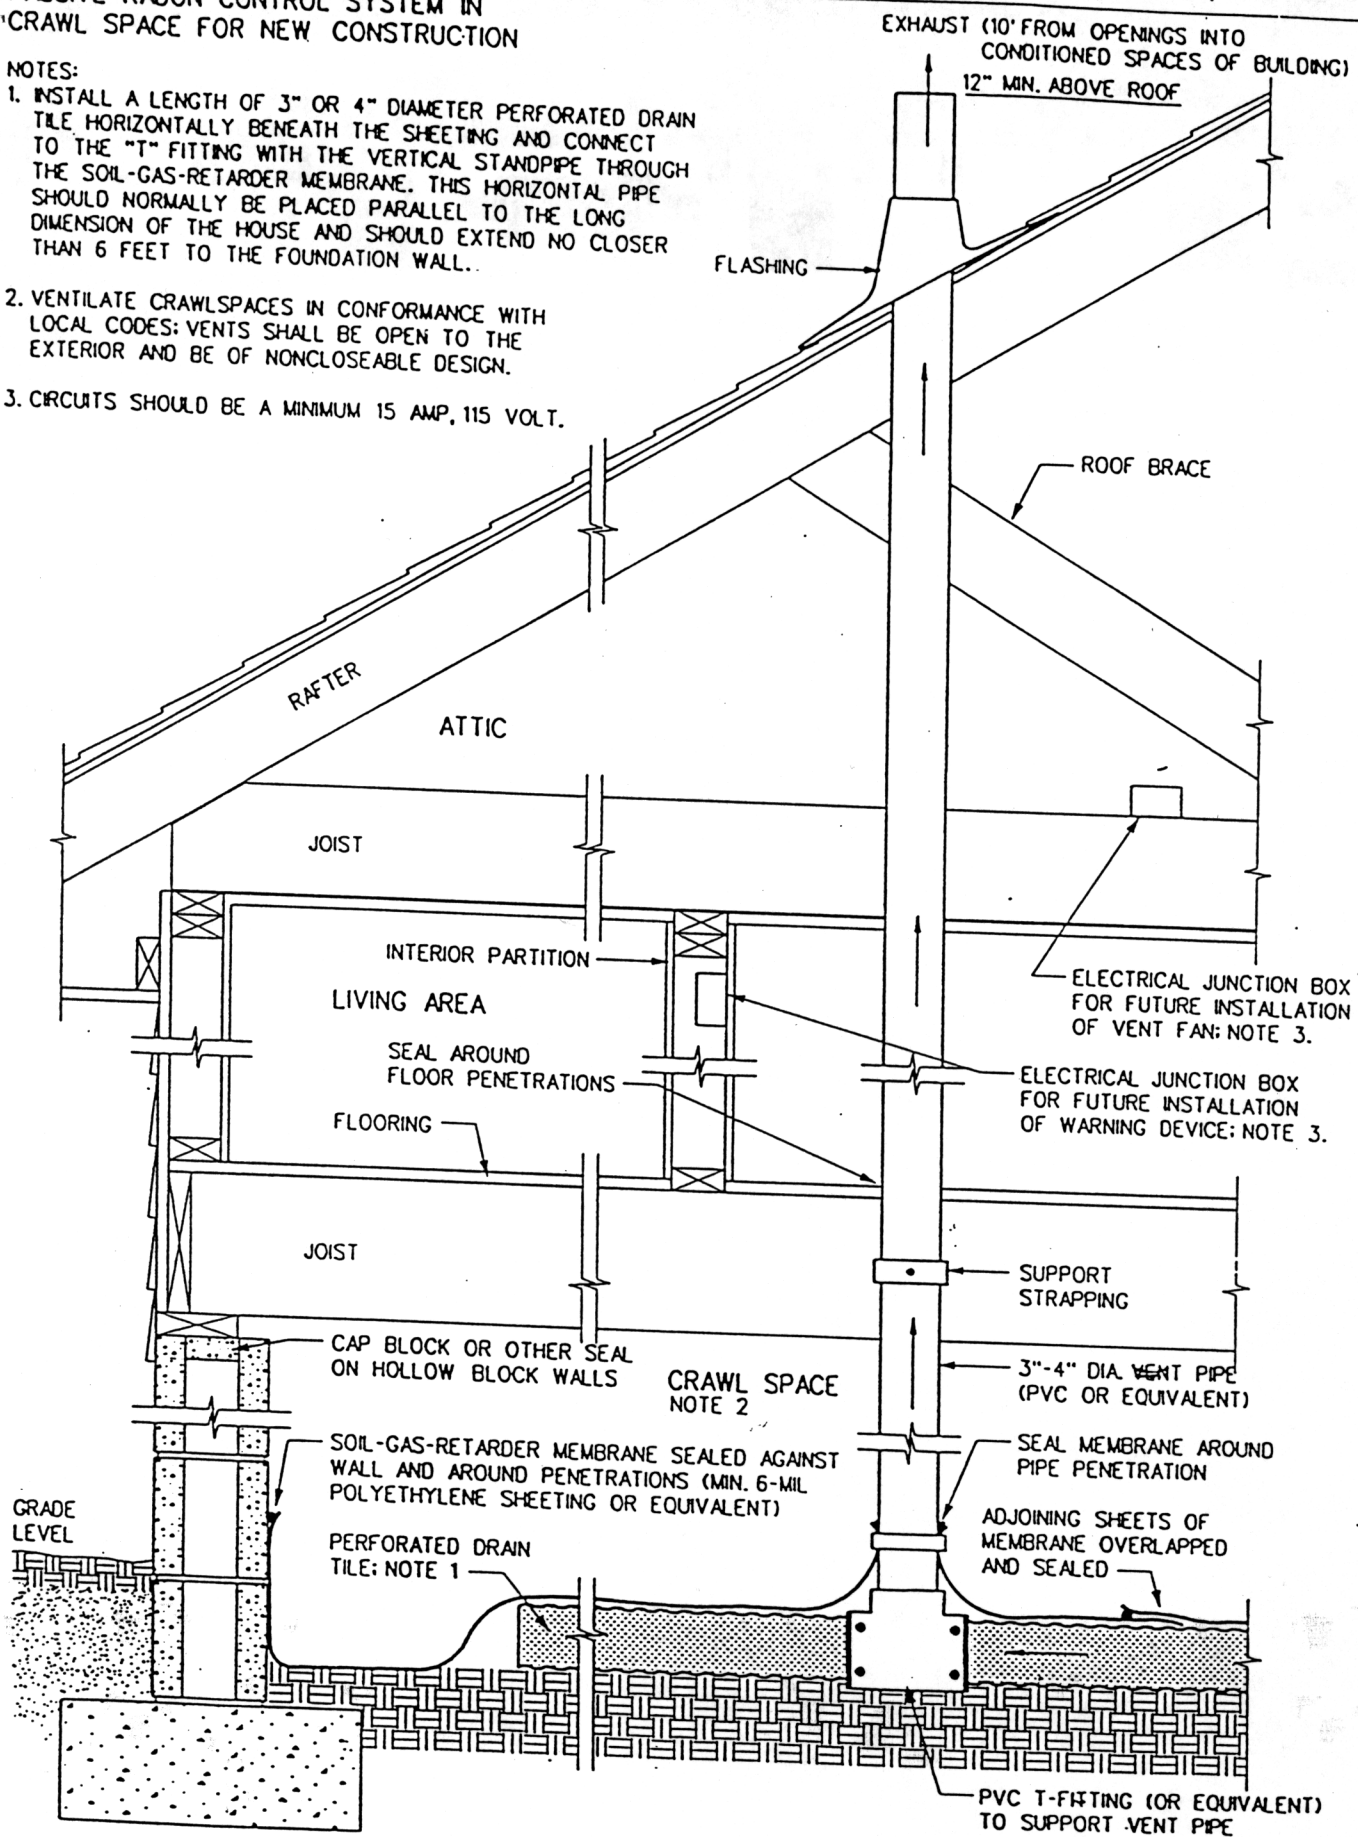 RADON CONTROL SYSTEM IN
CRAWL SPACE FOR NEW CONSTRUCTION
NOTES:
1. INSTALL A LENGTH OF 3" OR 4" DIAMETER PERFORATED DRAIN
TILE HORIZONTALLY BENEATH THE SHEETING AND CONNECT
TO THE "T" FITTING WITH THE VERTICAL STANDPIPE THROUGH
THE SOIL-GAS-RETARDER MEMBRANE. THIS HORIZONTAL PIPE
SHOULD NORMALLY BE PLACED PARALLEL TO THE LONG
DIMENSION OF THE HOUSE AND SHOULD EXTEND NO CLOSER
THAN 6 FEET TO THE FOUNDATION WALL..
2. VENTILATE CRAWLSPACES IN CONFORMANCE WITH
LOCAL CODES; VENTS SHALL BE OPEN TO THE
EXTERIOR AND BE OF NONCLOSEABLE DESIGN.
3. CIRCUITS SHOULD BE A MINIMUM 15 AMP, 115 VOLT.
EXHAUST (10' FROM OPENINGS INTO
CONDITIONED SPACES OF BUILDING)
12" MIN. ABOVE ROOF
FLASHING
ROOF BRACE
RAFTER
ATTIC
JOIST
INTERIOR PARTITION
LIVING AREA
SEAL AROUND
FLOOR PENETRATIONS
FLOORING
ELECTRICAL JUNCTION BOX
FOR FUTURE INSTALLATION
OF VENT FAN; NOTE 3.
ELECTRICAL JUNCTION BOX
FOR FUTURE INSTALLATION
OF WARNING DEVICE; NOTE 3.
JOIST
SUPPORT
STRAPPING
CAP BLOCK OR OTHER SEAL
ON HOLLOW BLOCK WALLS
CRAWL SPACE
NOTE 2
3"-4" DIA. VENT PIPE
(PVC OR EQUIVALENT)
SOIL-GAS-RETARDER MEMBRANE SEALED AGAINST
WALL AND AROUND PENETRATIONS (MIN. 6-MIL
POLYETHYLENE SHEETING OR EQUIVALENT)
SEAL MEMBRANE AROUND
PIPE PENETRATION
GRADE
LEVEL
PERFORATED DRAIN
TILE; NOTE 1
ADJOINING SHEETS OF
MEMBRANE OVERLAPPED
AND SEALED
PVC T-FITTING (OR EQUIVALENT)
TO SUPPORT VENT PIPE